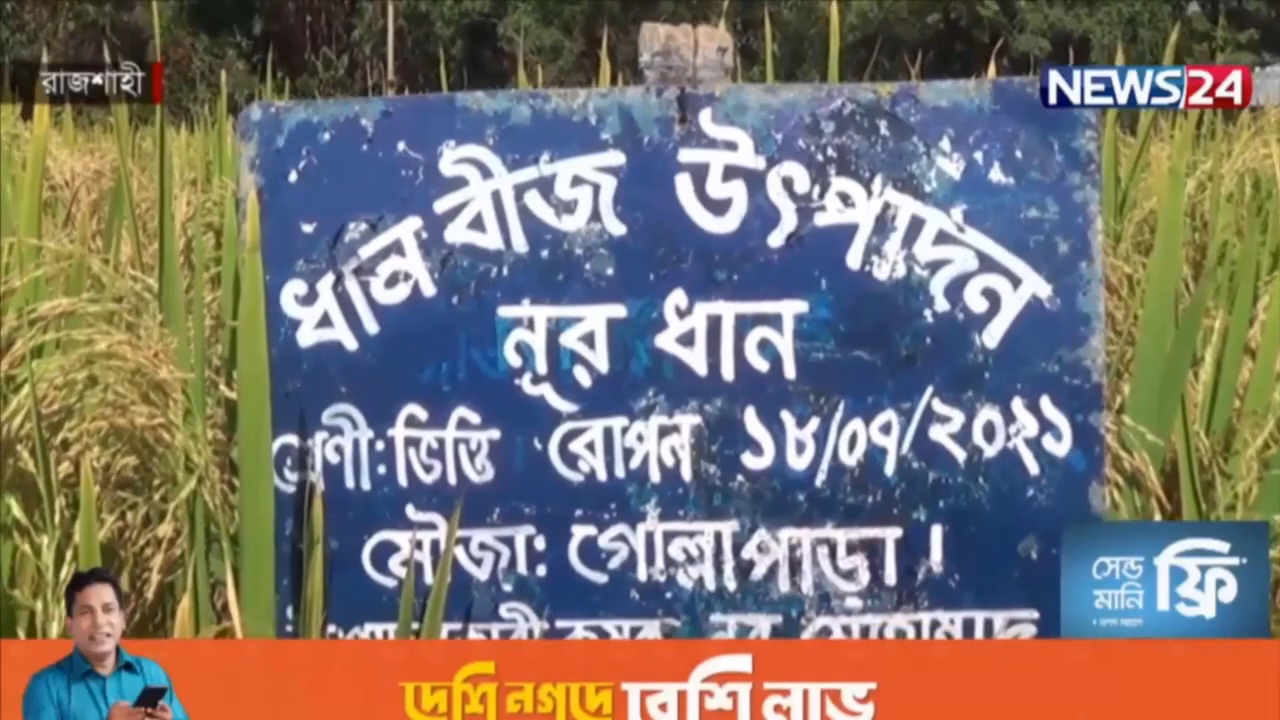 রাজশাহী
NEWS24
ধান বীজ উৎপাদন
নূর ধান
শ্রেণী: ভিত্তি রোপন ১৮/০৭/২০২১
মৌজা: গোল্লাপাড়া।
নূর মোহাম্মাদ
সেন্ড
মানি
ফ্রি
দেশি নগদে বেশি লাভ